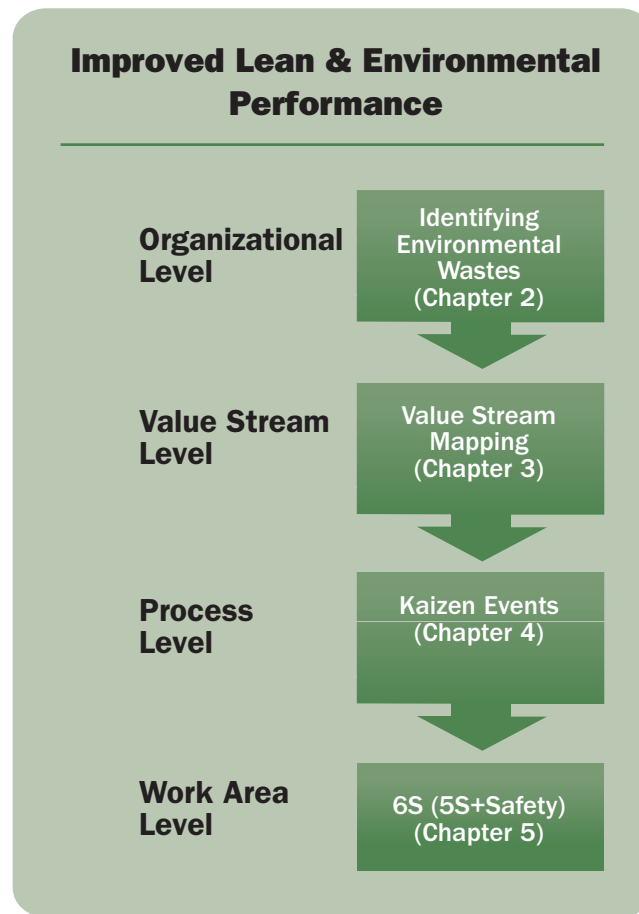 Improved Lean & Environmental
Performance
Organizational
Level
Identifying
Environmental
Wastes
(Chapter 2)
Value Stream
Level
Value Stream
Mapping
(Chapter 3)
Process
Level
Kaizen Events
(Chapter 4)
Work Area
Level
6S (5S+Safety)
(Chapter 5)